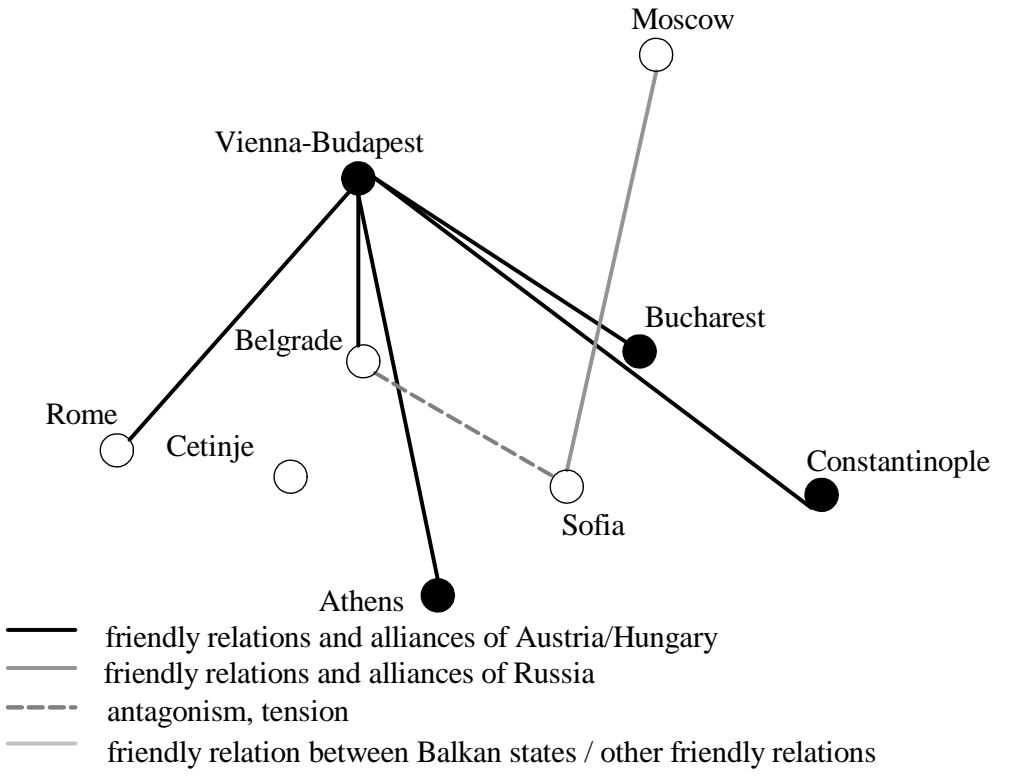 Moscow
Vienna-Budapest
Bucharest
Belgrade
Rome
Cetinje
Constantinople
Sofia
Athens
friendly relations and alliances of Austria/Hungary
friendly relations and alliances of Russia
antagonism, tension
friendly relation between Balkan states / other friendly relations